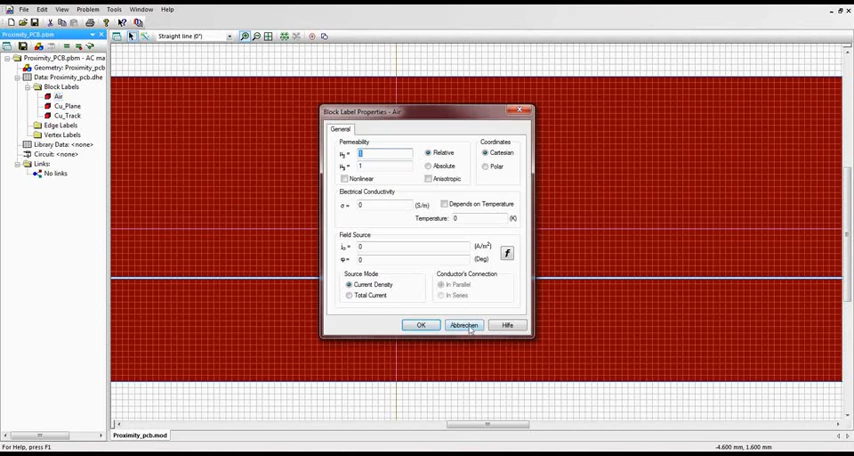 File Edit View Problem Tools Window Help
Straight line (0°)
Proximity_PCB.pbm
Proximity_PCB.pbm - AC ma
Geometry: Proximity_pcb.mo
Data: Proximity_pcb.dhe
Block Labels
Air
Cu_Plane
Cu_Track
Edge Labels
Vertex Labels
Library Data: <none>
Circuit: <none>
Links:
No links
Block Label Properties - Air
General
Permeability
= 1
= 1
Relative
Absolute
Nonlinear
Anisotropic
Coordinates
Cartesian
Polar
Electrical Conductivity
σ = 0 (S/m)
Depends on Temperature
Temperature: 0 (K)
Field Source
= 0 (A/m²)
φ = 0 (Deg)
f
Source Mode
Current Density
Total Current
Conductor's Connection
In Parallel
In Series
OK Abbrechen Hilfe
Proximity_pcb.mod
For Help, press F1
-4.600 mm, 1.600 mm